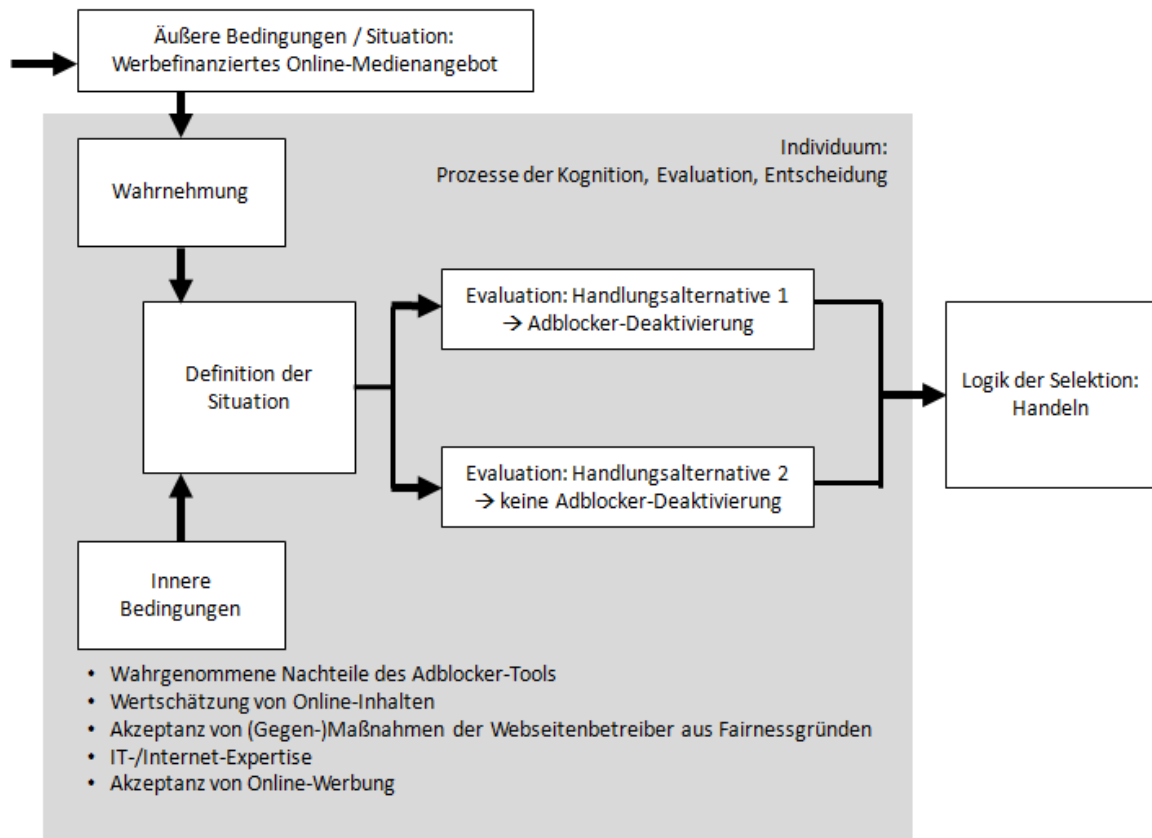 Äußere Bedingungen / Situation:
Werbefinanziertes Online-Medienangebot
Individuum:
Prozesse der Kognition, Evaluation, Entscheidung
Wahrnehmung
Definition der
Situation
Evaluation: Handlungsalternative 1
→ Adblocker-Deaktivierung
Evaluation: Handlungsalternative 2
→ keine Adblocker-Deaktivierung
Logik der Selektion:
Handeln
Innere
Bedingungen
• Wahrgenommene Nachteile des Adblocker-Tools
• Wertschätzung von Online-Inhalten
• Akzeptanz von (Gegen-)Maßnahmen der Webseitenbetreiber aus Fairnessgründen
• IT-/Internet-Expertise
• Akzeptanz von Online-Werbung